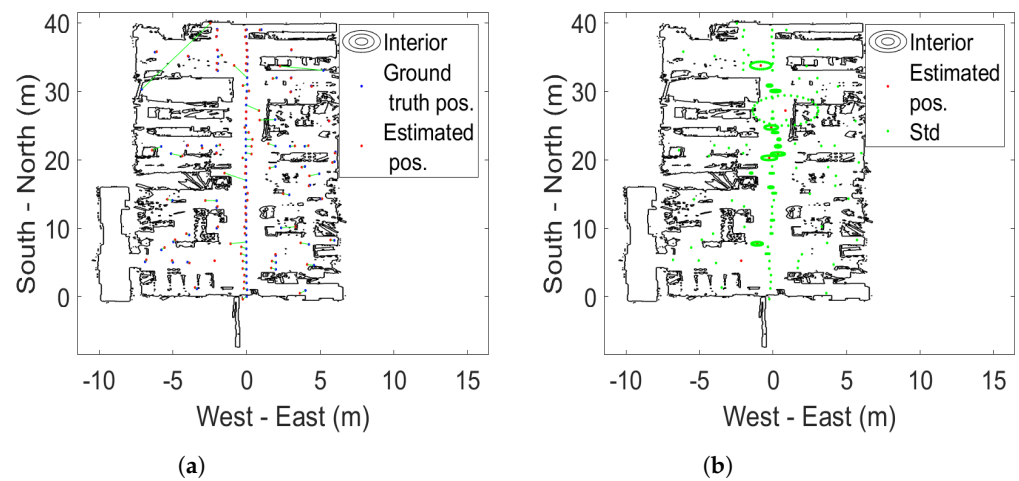 40
30
20
10
0
-10
-5
0
5
10
15
South - North (m)
West - East (m)
Interior
Ground
truth pos.
Estimated
pos.
(a)
40
30
20
10
0
-10
-5
0
5
10
15
South - North (m)
West - East (m)
Interior
Estimated
pos.
Std
(b)